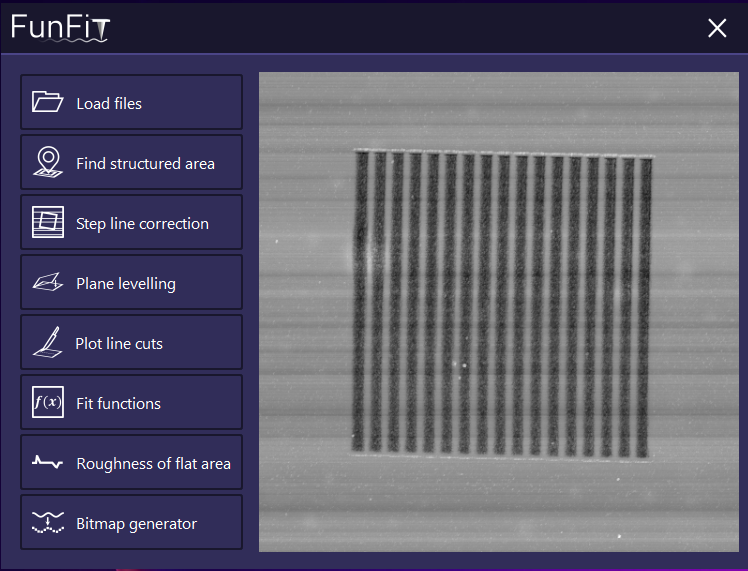 FunFiT
Load files
Find structured area
Step line correction
Plane levelling
Plot line cuts
f(x) Fit functions
Roughness of flat area
Bitmap generator